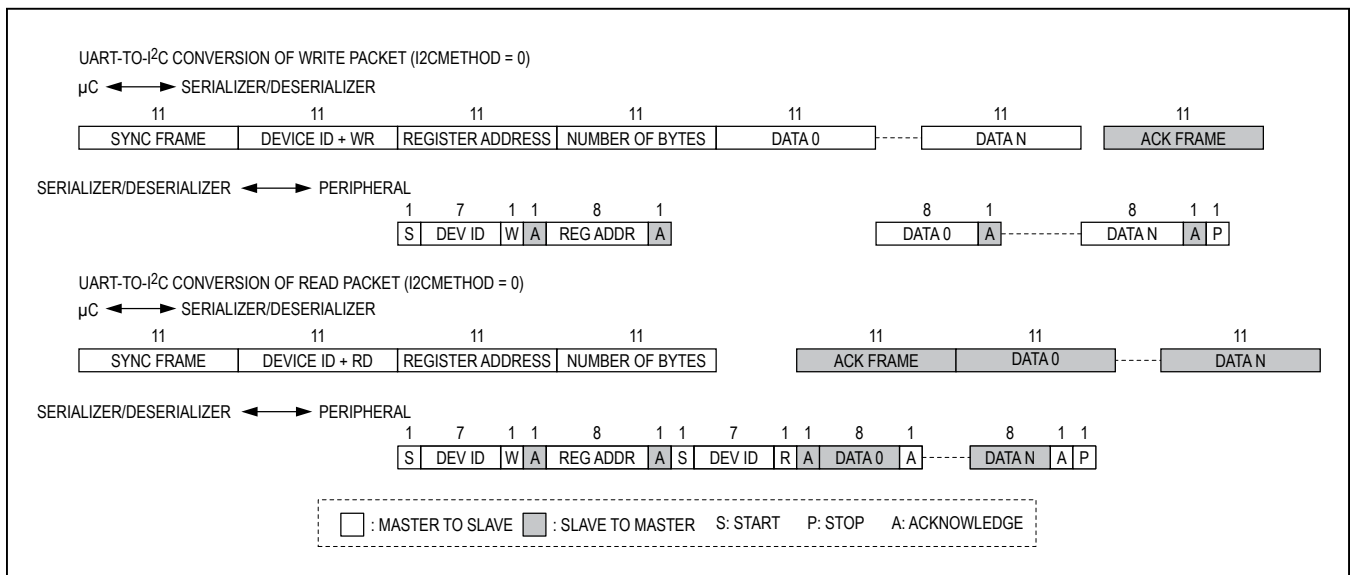 UART-TO-I2C CONVERSION OF WRITE PACKET (I2CMETHOD = 0)
µC SERIALIZER/DESERIALIZER
11 11 11 11 11 11 11
SYNC FRAME DEVICE ID + WR REGISTER ADDRESS NUMBER OF BYTES DATA 0 DATA N ACK FRAME
SERIALIZER/DESERIALIZER PERIPHERAL
1 7 1 1 8 1 8 1 8 1 1
S DEV ID W A REG ADDR A DATA 0 A DATA N A P
UART-TO-I2C CONVERSION OF READ PACKET (I2CMETHOD = 0)
µC SERIALIZER/DESERIALIZER
11 11 11 11 11 11 11
SYNC FRAME DEVICE ID + RD REGISTER ADDRESS NUMBER OF BYTES ACK FRAME DATA 0 DATA N
SERIALIZER/DESERIALIZER PERIPHERAL
1 7 1 1 8 1 1 7 1 1 8 1 8 1 1
S DEV ID W A REG ADDR A S DEV ID R A DATA 0 A DATA N A P
: MASTER TO SLAVE : SLAVE TO MASTER S: START P: STOP A: ACKNOWLEDGE